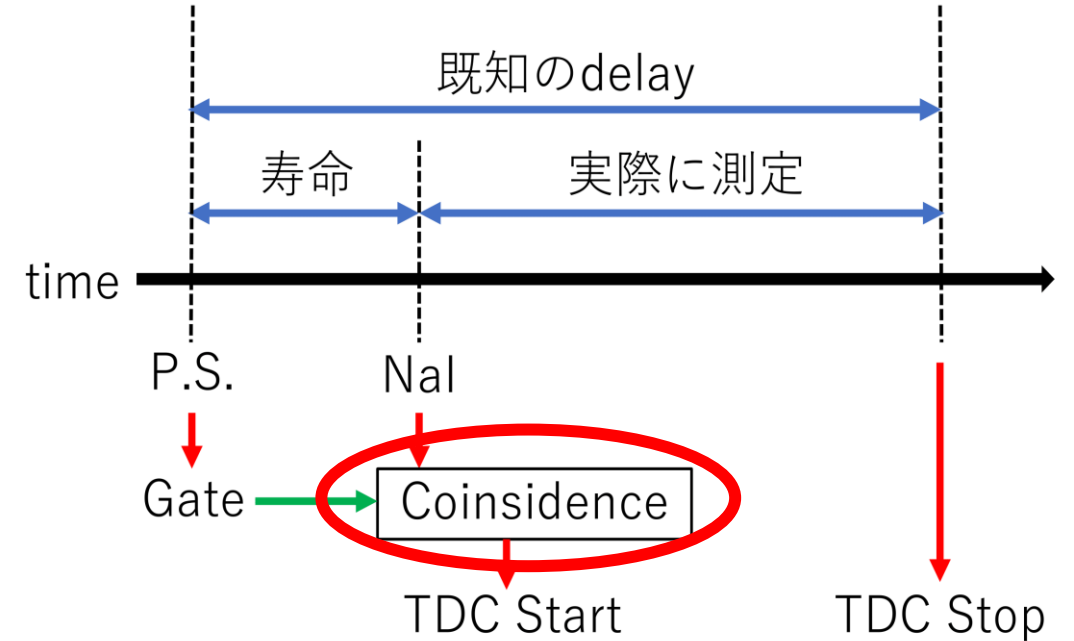 既知のdelay
寿命
実際に測定
time
P.S.
NaI
Gate
Coinsidence
TDC Start
TDC Stop